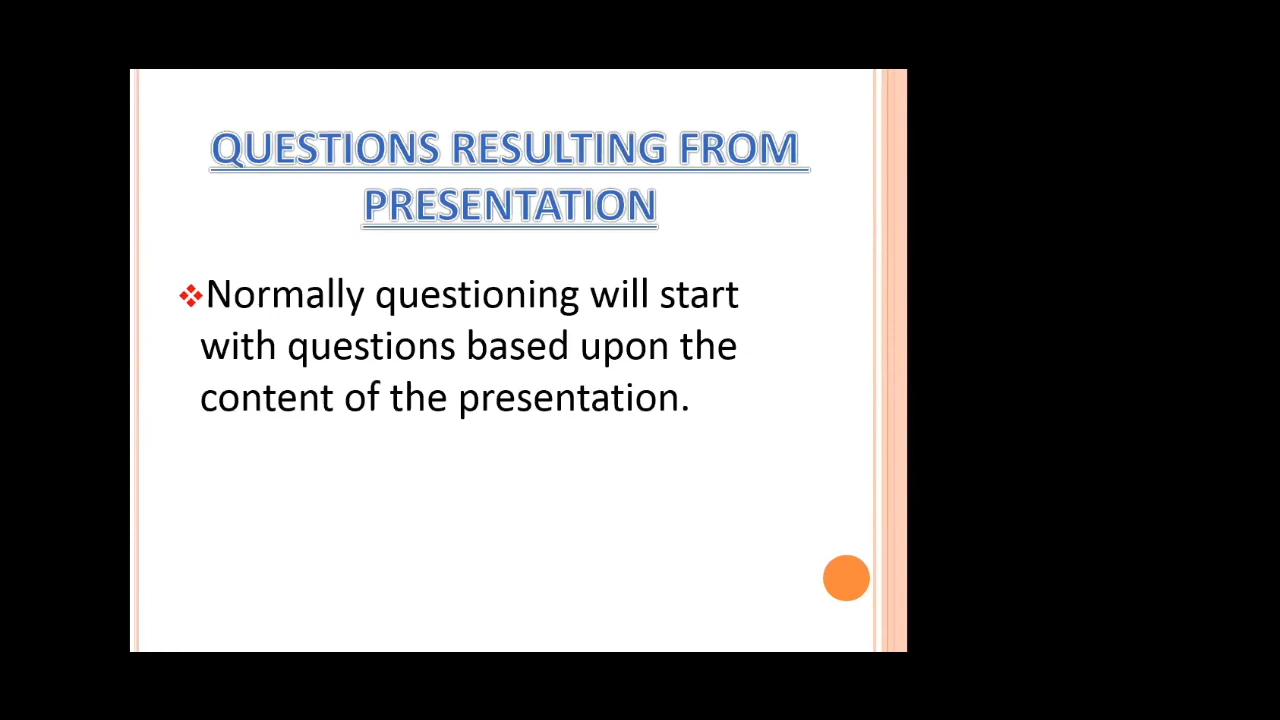 QUESTIONS RESULTING FROM
PRESENTATION
❖Normally questioning will start
with questions based upon the
content of the presentation.